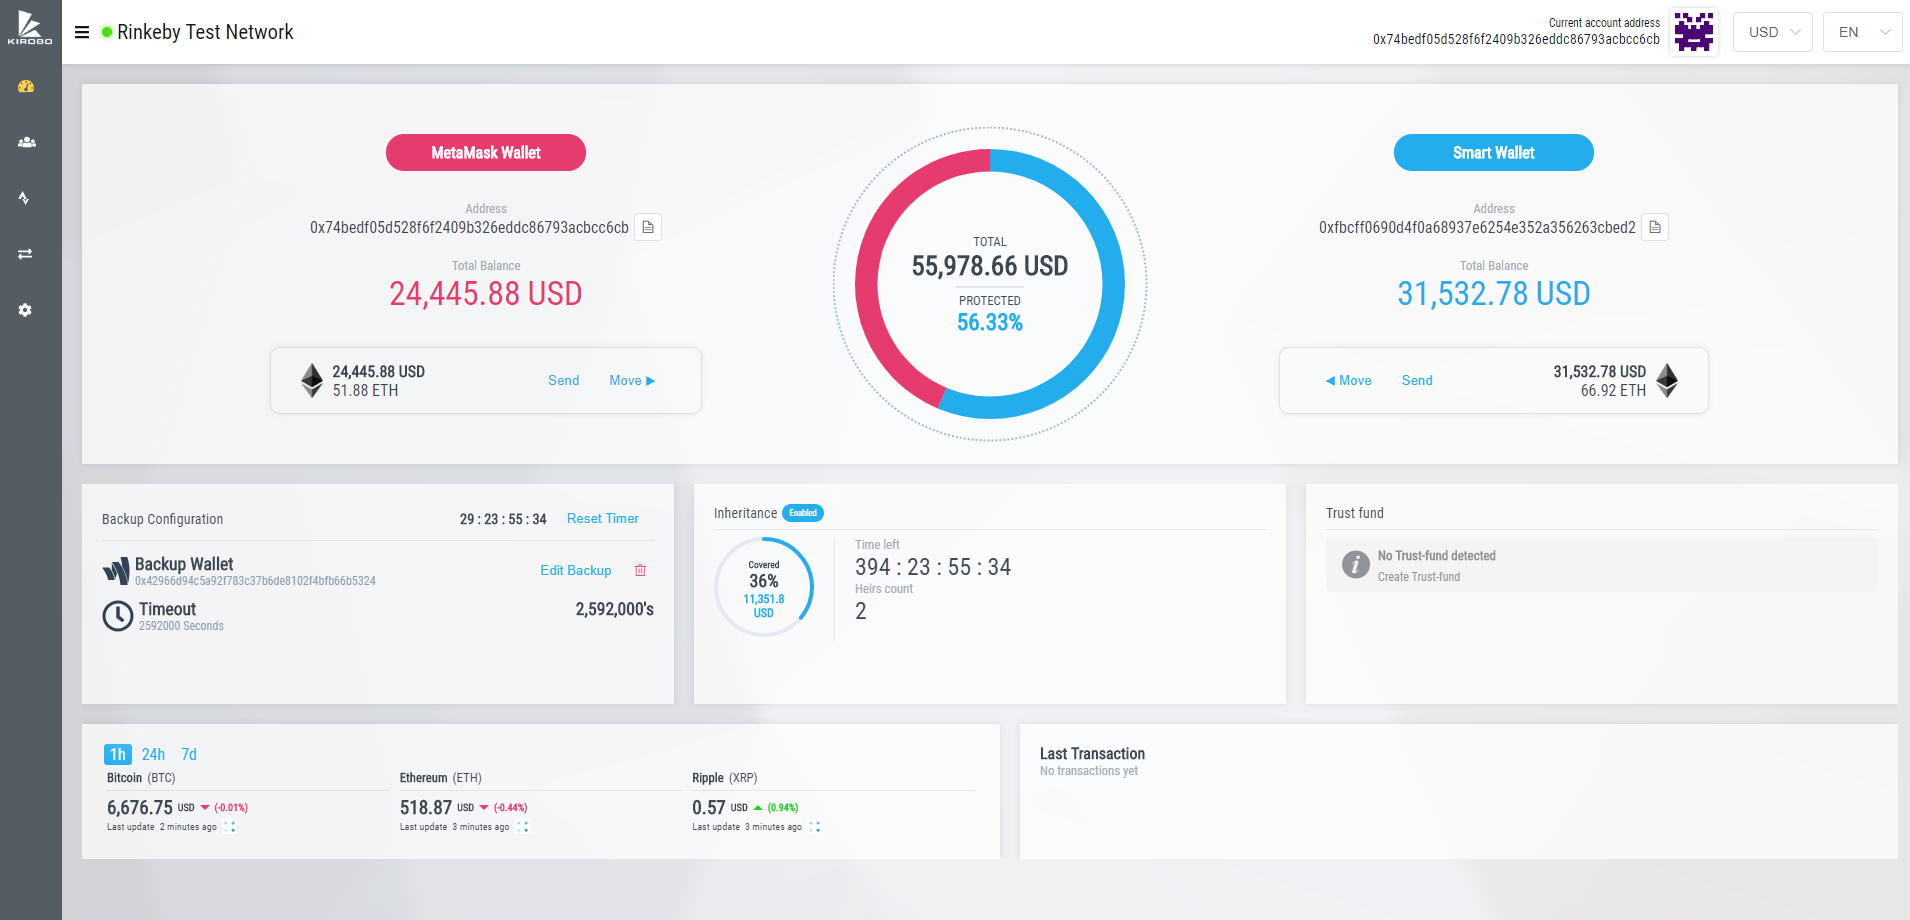 KIROBO
Rinkeby Test Network
Current account address
0x74bedf05d528f6f2409b326eddc86793acbcc6cb
USD
EN
MetaMask Wallet
Address
0x74bedf05d528f6f2409b326eddc86793acbcc6cb
Total Balance
24,445.88 USD
24,445.88 USD
51.88 ETH
Send
Move
TOTAL
55,978.66 USD
PROTECTED
56.33%
Smart Wallet
Address
0xfbcff0690d4f0a68937e6254e352a356263cbed2
Total Balance
31,532.78 USD
Move
Send
31,532.78 USD
66.92 ETH
Backup Configuration
29 : 23 : 55 : 34
Reset Timer
Backup Wallet
0x42966d94c5a92f783c37b6de8102f4bfb66b5324
Edit Backup
Timeout
2592000 Seconds
2,592,000's
Inheritance Enabled
Covered
36%
11,351.8
USD
Time left
394 : 23 : 55 : 34
Heirs count
2
Trust fund
No Trust-fund detected
Create Trust-fund
1h 24h 7d
Bitcoin (BTC)
6,676.75 USD (-0.01%)
Last update 2 minutes ago
Ethereum (ETH)
518.87 USD (-0.44%)
Last update 3 minutes ago
Ripple (XRP)
0.57 USD (0.94%)
Last update 3 minutes ago
Last Transaction
No transactions yet